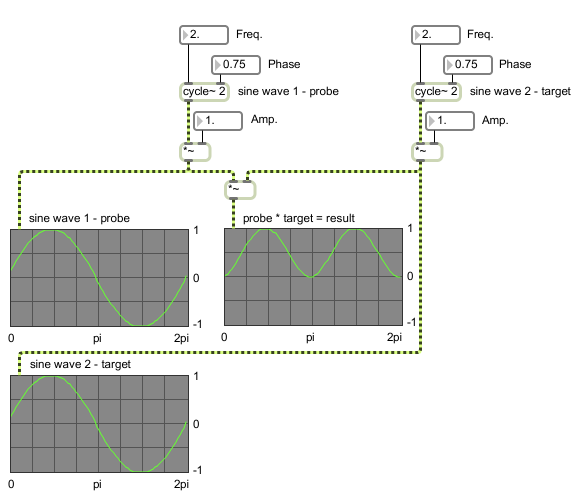 2. Freq. 2. Freq.
0.75 Phase 0.75 Phase
cycle~ 2 sine wave 1 - probe cycle~ 2 sine wave 2 - target
1. Amp. 1. Amp.
*~ *~
*~
sine wave 1 - probe probe * target = result
1 1
0 0
-1 -1
0 pi 2pi 0 pi 2pi
sine wave 2 - target
1
0
-1
0 pi 2pi